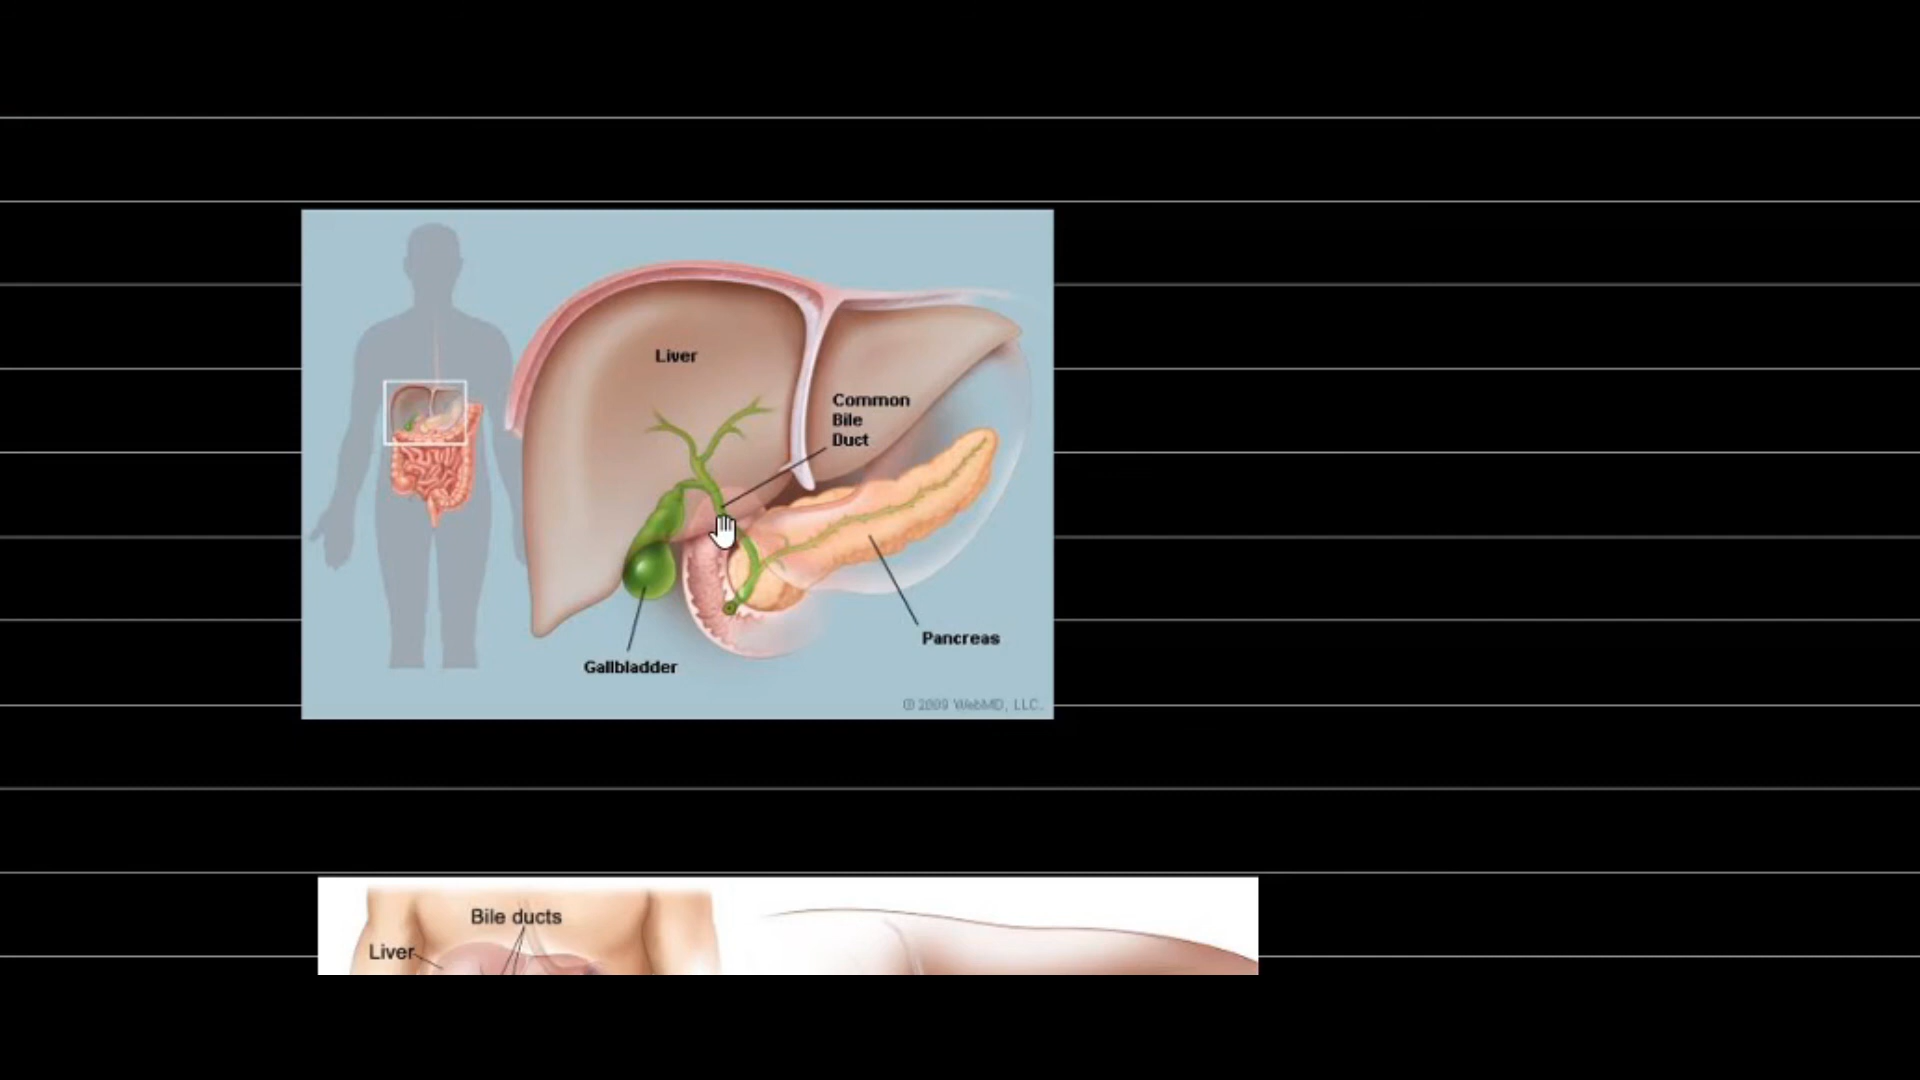 Liver
Common
Bile
Duct
Pancreas
Gallbladder
© 2009 WebMD, LLC.
Bile ducts
Liver